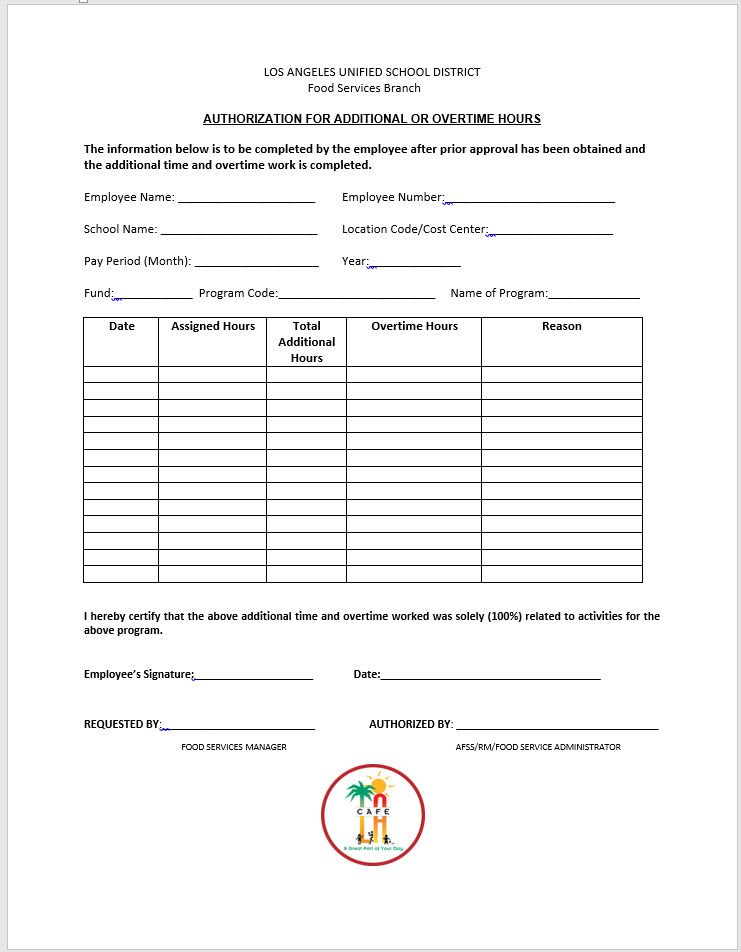 LOS ANGELES UNIFIED SCHOOL DISTRICT
Food Services Branch
AUTHORIZATION FOR ADDITIONAL OR OVERTIME HOURS
The information below is to be completed by the employee after prior approval has been obtained and
the additional time and overtime work is completed.
Employee Name: ______________________ Employee Number:___________________________
School Name: _________________________ Location Code/Cost Center:____________________
Pay Period (Month): ____________________ Year:_______________
Fund:_____________ Program Code:_________________________ Name of Program:_______________
Date Assigned Hours Total Additional Hours Overtime Hours Reason
I hereby certify that the above additional time and overtime worked was solely (100%) related to activities for the
above program.
Employee’s Signature:____________________ Date:_____________________________________
REQUESTED BY:__________________________ AUTHORIZED BY: __________________________________
FOOD SERVICES MANAGER AFSS/RM/FOOD SERVICE ADMINISTRATOR
CAFE
LA
A Great Part of Your Day